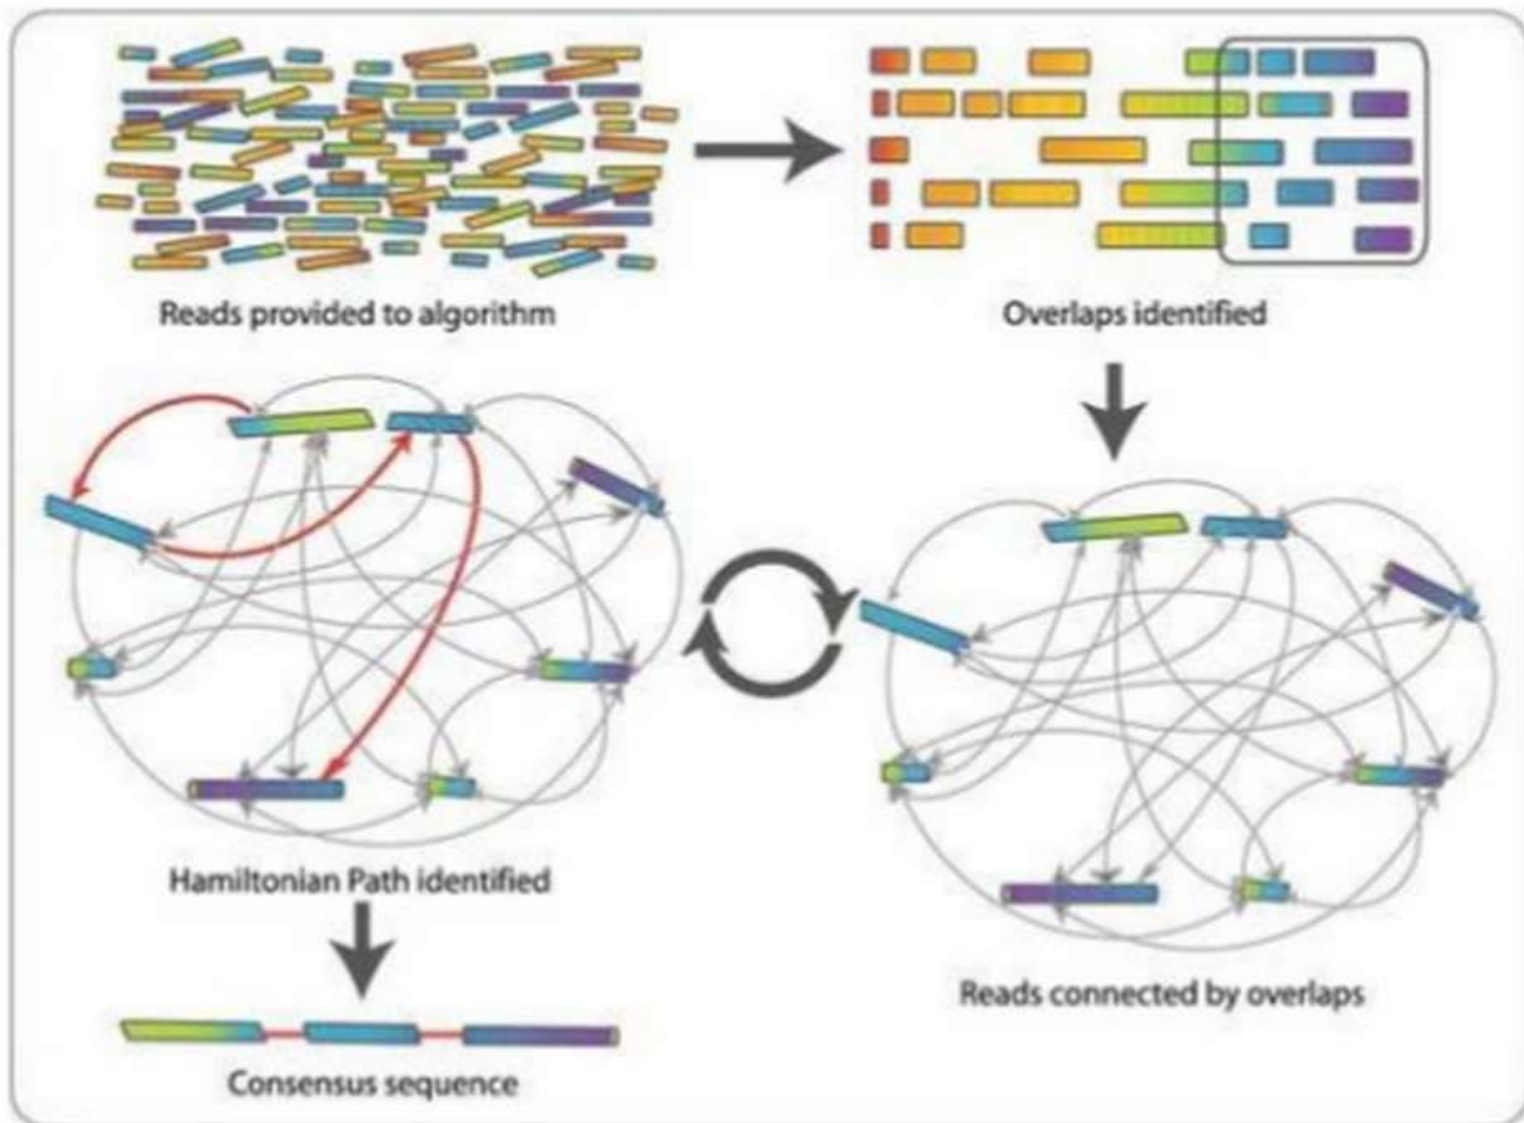 Reads provided to algorithm
Overlaps identified
Hamiltonian Path identified
Reads connected by overlaps
Consensus sequence